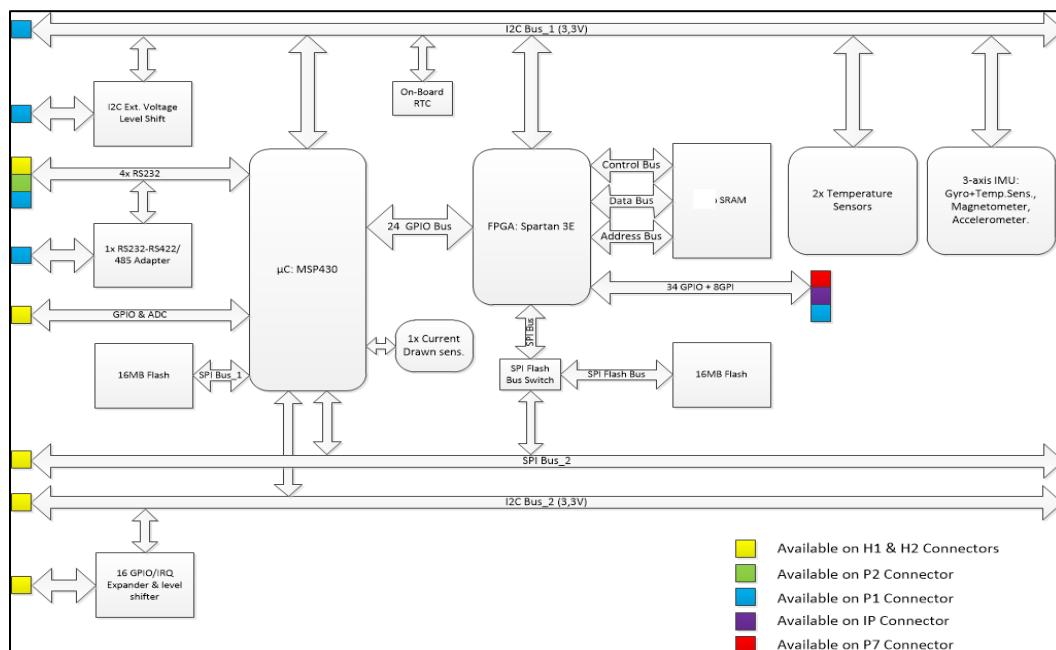 I2C Bus_1 (3,3V)
I2C Ext. Voltage
Level Shift
On-Board
RTC
4x RS232
1x RS232-RS422/
485 Adapter
GPIO & ADC
16MB Flash
SPI Bus_1
µC: MSP430
24 GPIO Bus
1x Current
Drawn sens.
FPGA: Spartan 3E
Control Bus
Data Bus
Address Bus
SRAM
2x Temperature
Sensors
3-axis IMU:
Gyro+Temp.Sens.,
Magnetometer,
Accelerometer.
34 GPIO + 8GPI
SPI Bus
SPI Flash
Bus Switch
SPI Flash Bus
16MB Flash
SPI Bus_2
I2C Bus_2 (3,3V)
16 GPIO/IRQ
Expander & level
shifter
Available on H1 & H2 Connectors
Available on P2 Connector
Available on P1 Connector
Available on IP Connector
Available on P7 Connector